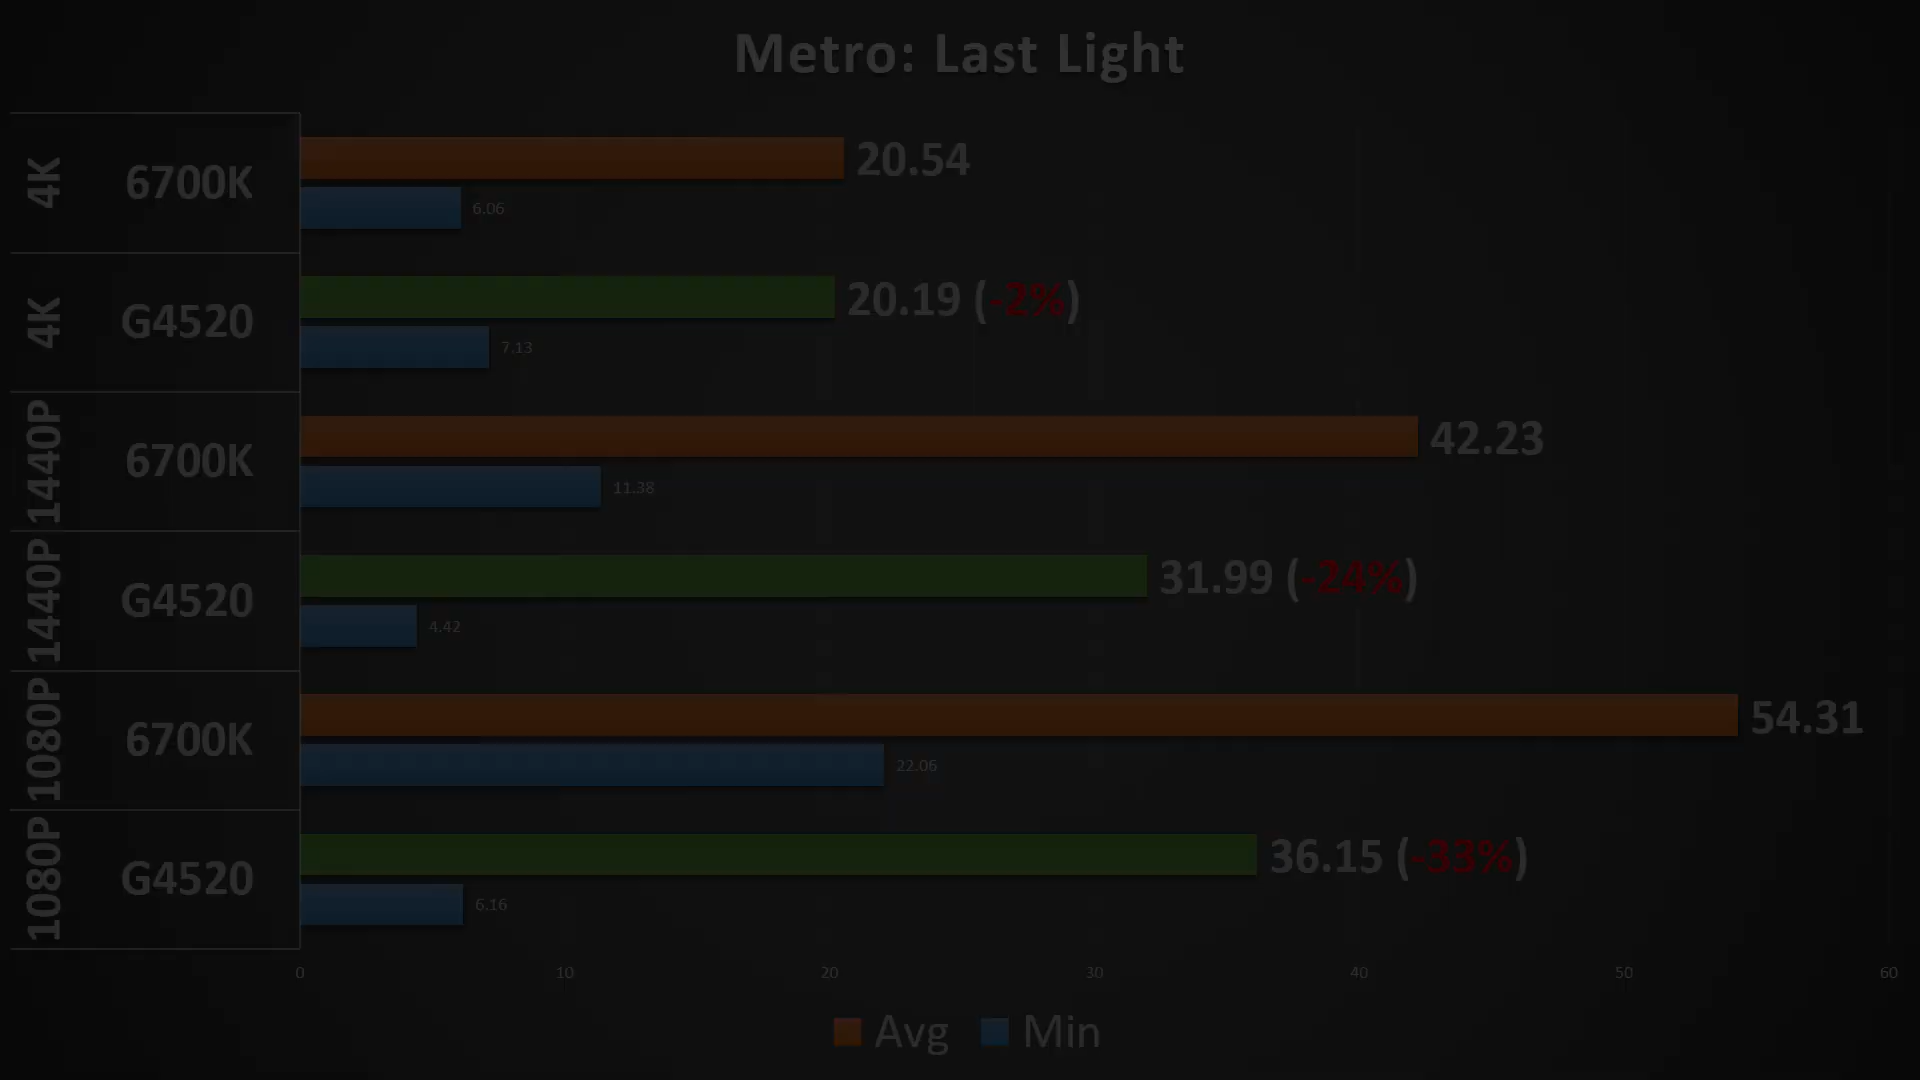 Metro: Last Light
4K 6700K 20.54
6.06
4K G4520 20.19 (-2%)
7.13
1440P 6700K 42.23
11.38
1440P G4520 31.99 (-24%)
4.42
1080P 6700K 54.31
22.06
1080P G4520 36.15 (-33%)
6.16
0 10 20 30 40 50 60
Avg Min